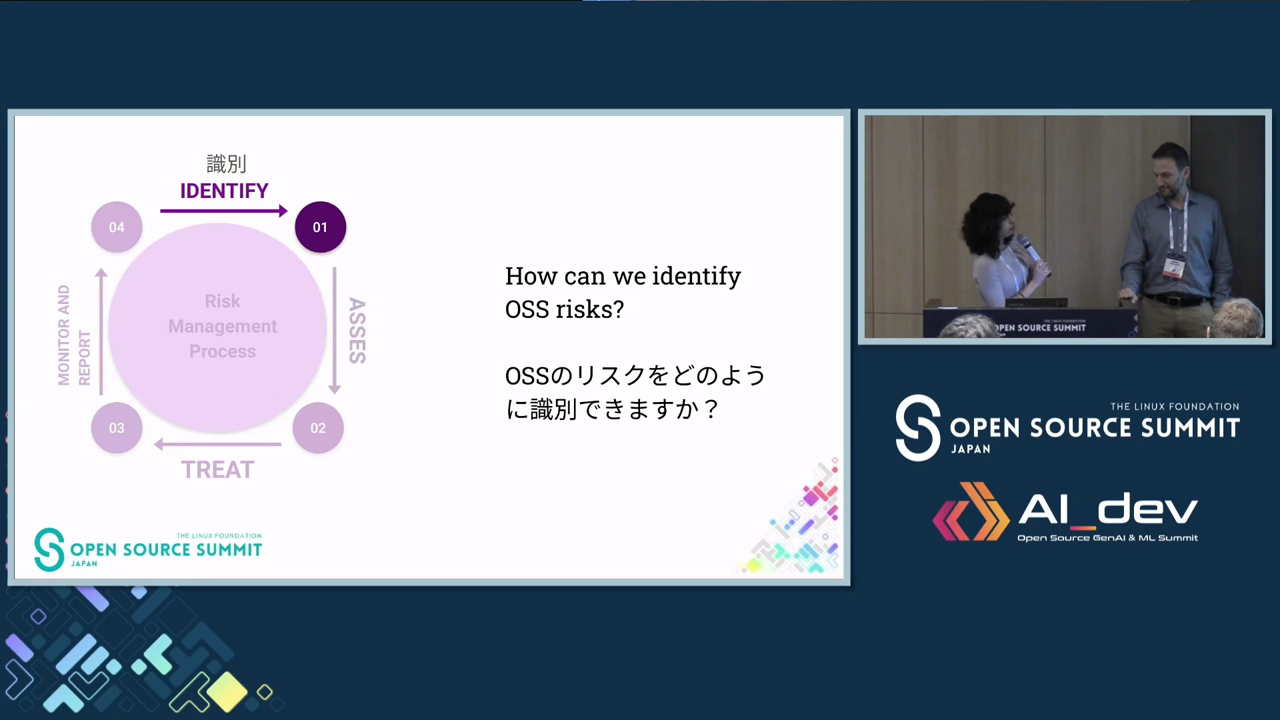 識別
IDENTIFY
04
01
Risk
Management
Process
MONITOR AND
REPORT
ASSES
03
02
TREAT
How can we identify
OSS risks?
OSSのリスクをどのよう
に識別できますか？
THE LINUX FOUNDATION
OPEN SOURCE SUMMIT
JAPAN
THE LINUX FOUNDATION
OPEN SOURCE SUMMIT
THE LINUX FOUNDATION
OPEN SOURCE SUMMIT
JAPAN
AI_dev
Open Source GenAI & ML Summit